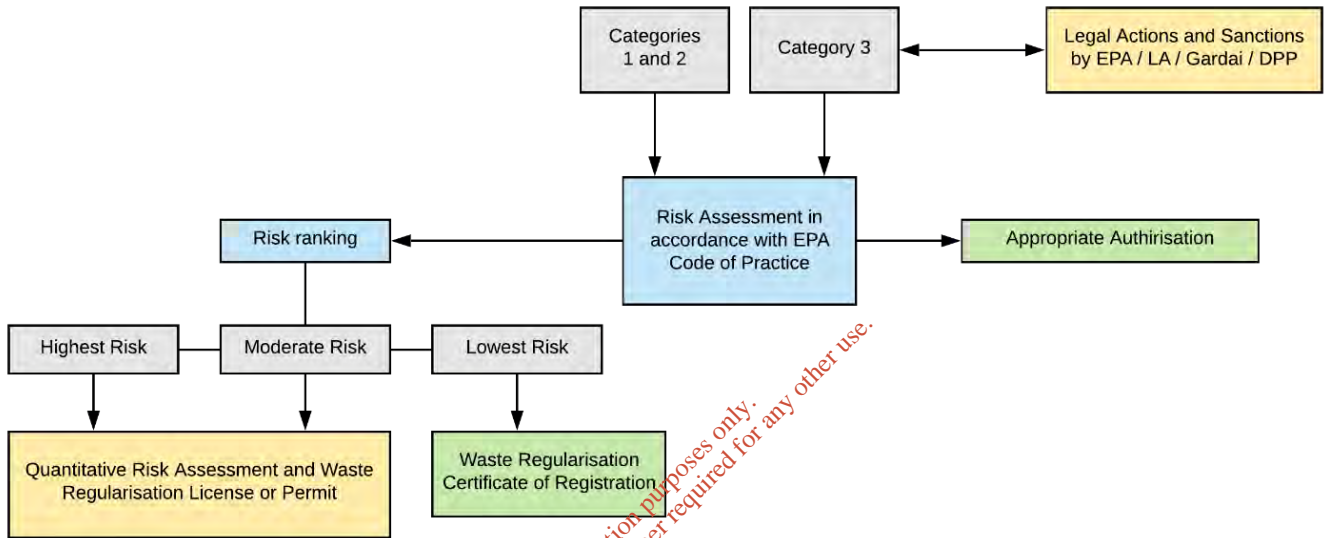 Categories
1 and 2
Category 3
Legal Actions and Sanctions
by EPA / LA / Gardai / DPP
Risk Assessment in
accordance with EPA
Code of Practice
Risk ranking
Appropriate Authirisation
Highest Risk
Moderate Risk
Lowest Risk
Quantitative Risk Assessment and Waste
Regularisation License or Permit
Waste Regularisation
Certificate of Registration
purposes only.
required for any other use.